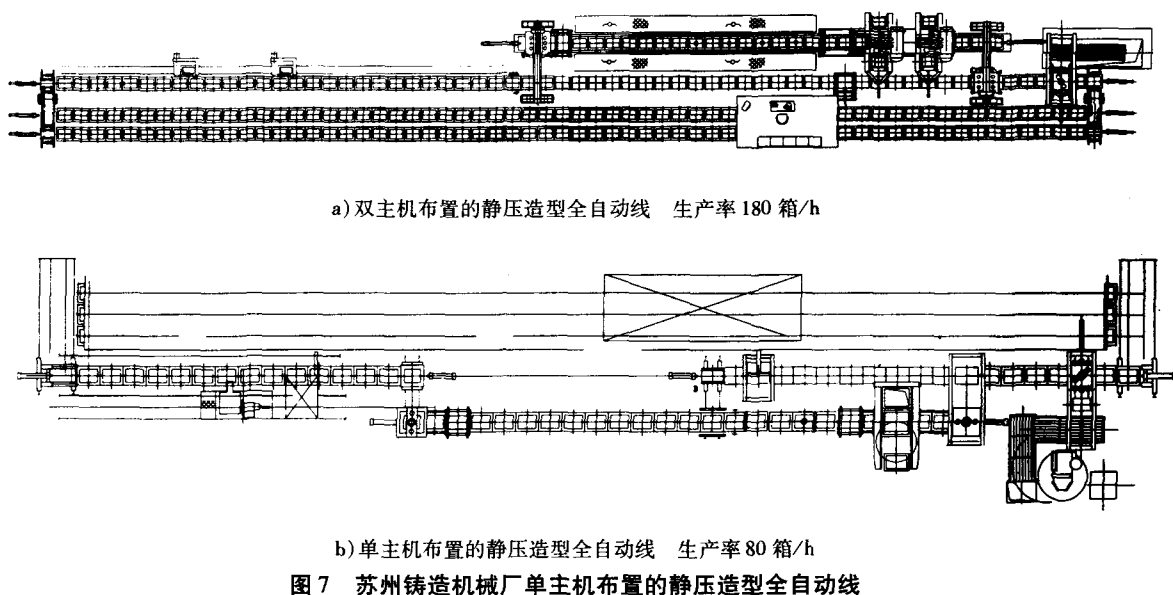 a)双主机布置的静压造型全自动线 生产率 180 箱/h
b)单主机布置的静压造型全自动线 生产率 80 箱/h
图 7 苏州铸造机械厂单主机布置的静压造型全自动线